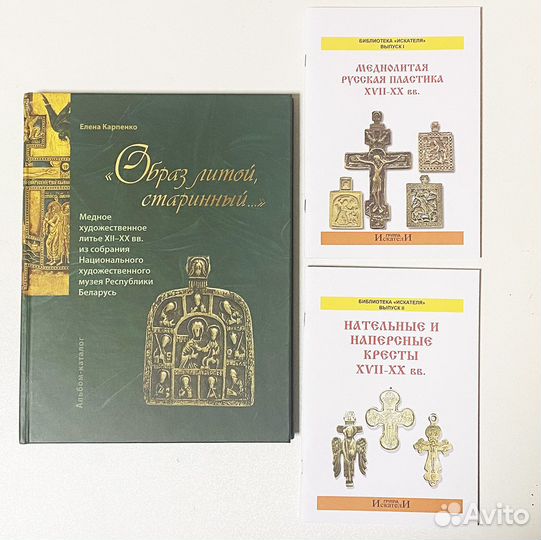 Елена Карпенко
«Образ литой,
старинный...»
Медное
художественное
литье XII–XX вв.
из собрания
Национального
художественного
музея Республики
Беларусь
Альбом-каталог
БИБЛИОТЕКА «ИСКАТЕЛЯ»
ВЫПУСК I
МЕДНОЛИТАЯ
РУССКАЯ ПЛАСТИКА
XVII-XX вв.
ГРУППА
ИскателИ
БИБЛИОТЕКА «ИСКАТЕЛЯ»
ВЫПУСК II
НАТЕЛЬНЫЕ И
НАПЕРСНЫЕ
КРЕСТЫ
XVII-XX вв.
ГРУППА
ИскателИ
Avito